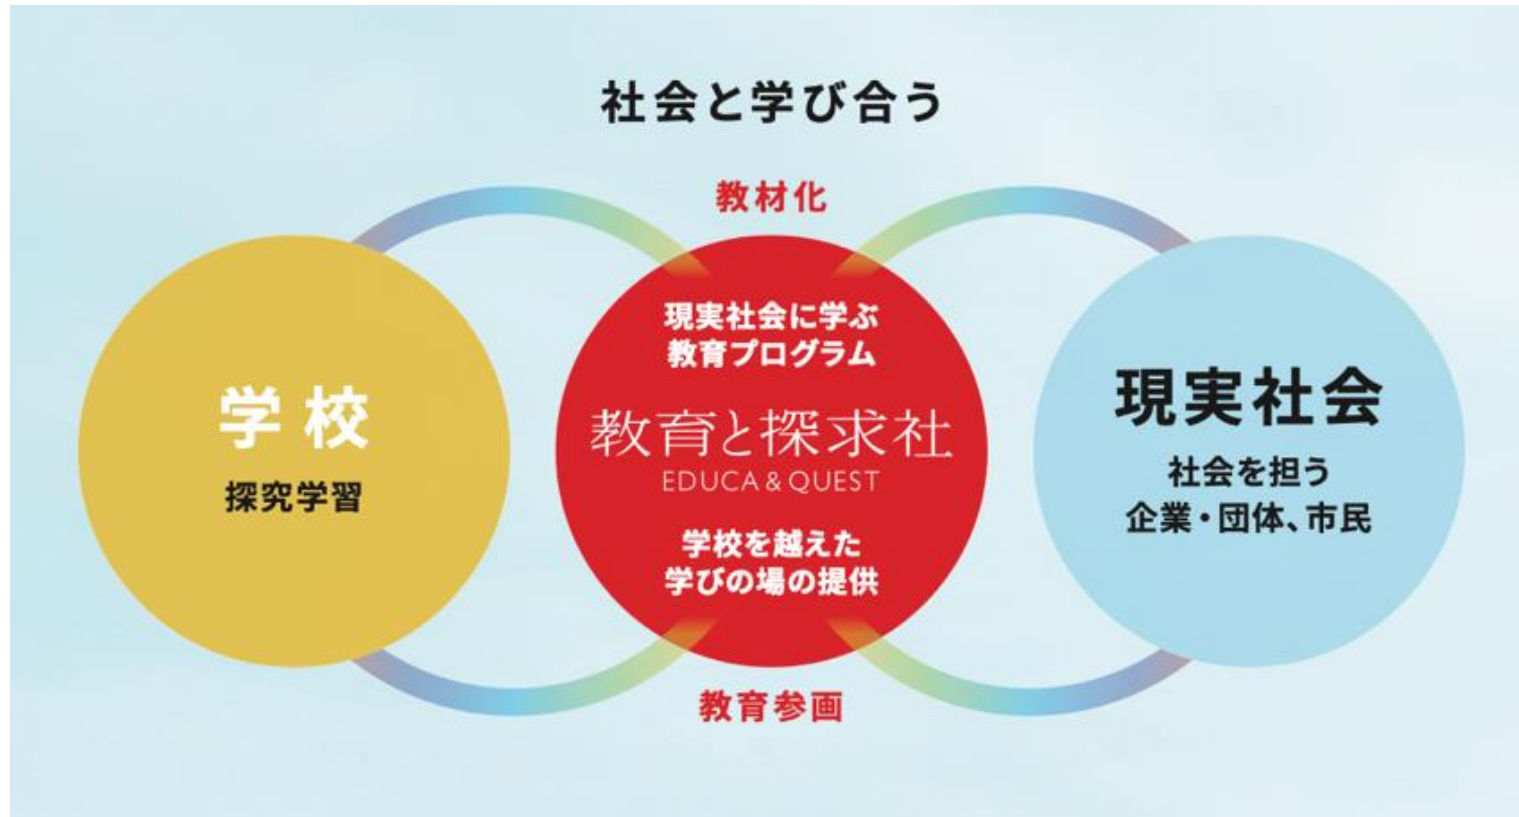 社会と学び合う
教材化
学校
探究学習
現実社会に学ぶ
教育プログラム
教育と探求社
EDUCA & QUEST
学校を越えた
学びの場の提供
現実社会
社会を担う
企業・団体、市民
教育参画